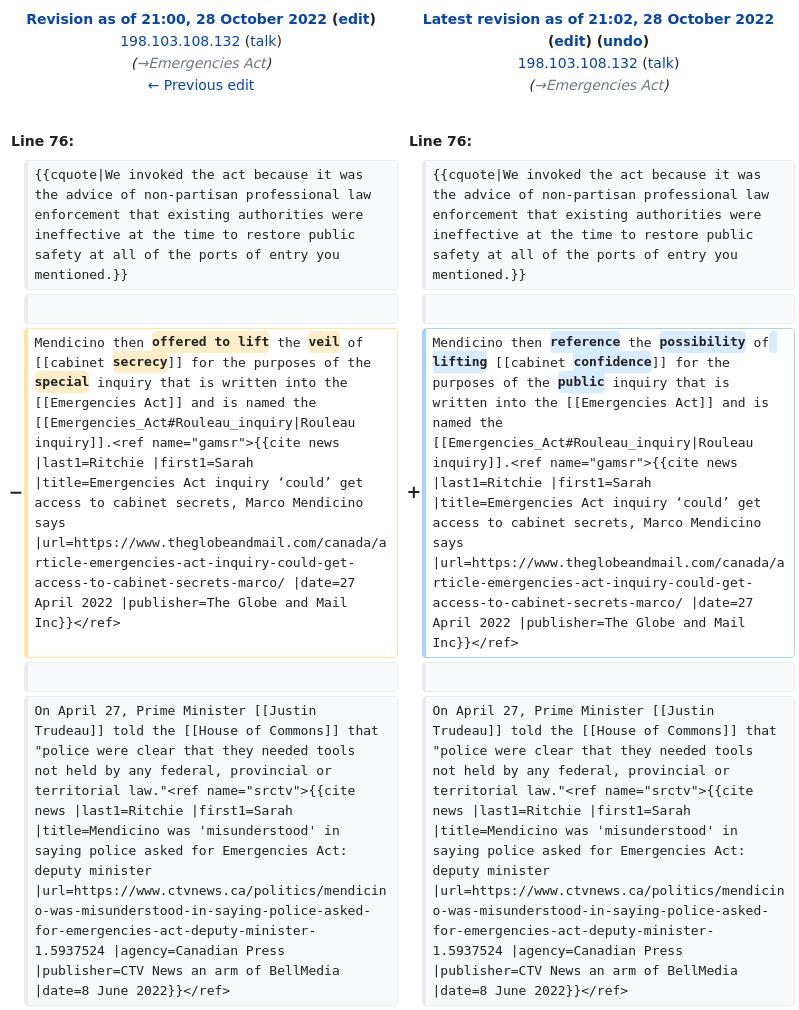 Revision as of 21:00, 28 October 2022 (edit)
198.103.108.132 (talk)
(→Emergencies Act)
← Previous edit
Latest revision as of 21:02, 28 October 2022
(edit) (undo)
198.103.108.132 (talk)
(→Emergencies Act)
Line 76:
Line 76:
{{cquote|We invoked the act because it was
the advice of non-partisan professional law
enforcement that existing authorities were
ineffective at the time to restore public
safety at all of the ports of entry you
mentioned.}}
{{cquote|We invoked the act because it was
the advice of non-partisan professional law
enforcement that existing authorities were
ineffective at the time to restore public
safety at all of the ports of entry you
mentioned.}}
−
Mendicino then offered to lift the veil of
[[cabinet secrecy]] for the purposes of the
special inquiry that is written into the
[[Emergencies Act]] and is named the
[[Emergencies_Act#Rouleau_inquiry|Rouleau
inquiry]].<ref name="gamsr">{{cite news
|last1=Ritchie |first1=Sarah
|title=Emergencies Act inquiry ‘could’ get
access to cabinet secrets, Marco Mendicino
says
|url=https://www.theglobeandmail.com/canada/a
rticle-emergencies-act-inquiry-could-get-
access-to-cabinet-secrets-marco/ |date=27
April 2022 |publisher=The Globe and Mail
Inc}}</ref>
+
Mendicino then reference the possibility of
lifting [[cabinet confidence]] for the
purposes of the public inquiry that is
written into the [[Emergencies Act]] and is
named the
[[Emergencies_Act#Rouleau_inquiry|Rouleau
inquiry]].<ref name="gamsr">{{cite news
|last1=Ritchie |first1=Sarah
|title=Emergencies Act inquiry ‘could’ get
access to cabinet secrets, Marco Mendicino
says
|url=https://www.theglobeandmail.com/canada/a
rticle-emergencies-act-inquiry-could-get-
access-to-cabinet-secrets-marco/ |date=27
April 2022 |publisher=The Globe and Mail
Inc}}</ref>
On April 27, Prime Minister [[Justin
Trudeau]] told the [[House of Commons]] that
"police were clear that they needed tools
not held by any federal, provincial or
territorial law."<ref name="srctv">{{cite
news |last1=Ritchie |first1=Sarah
|title=Mendicino was 'misunderstood' in
saying police asked for Emergencies Act:
deputy minister
|url=https://www.ctvnews.ca/politics/mendicin
o-was-misunderstood-in-saying-police-asked-
for-emergencies-act-deputy-minister-
1.5937524 |agency=Canadian Press
|publisher=CTV News an arm of BellMedia
|date=8 June 2022}}</ref>
On April 27, Prime Minister [[Justin
Trudeau]] told the [[House of Commons]] that
"police were clear that they needed tools
not held by any federal, provincial or
territorial law."<ref name="srctv">{{cite
news |last1=Ritchie |first1=Sarah
|title=Mendicino was 'misunderstood' in
saying police asked for Emergencies Act:
deputy minister
|url=https://www.ctvnews.ca/politics/mendicin
o-was-misunderstood-in-saying-police-asked-
for-emergencies-act-deputy-minister-
1.5937524 |agency=Canadian Press
|publisher=CTV News an arm of BellMedia
|date=8 June 2022}}</ref>